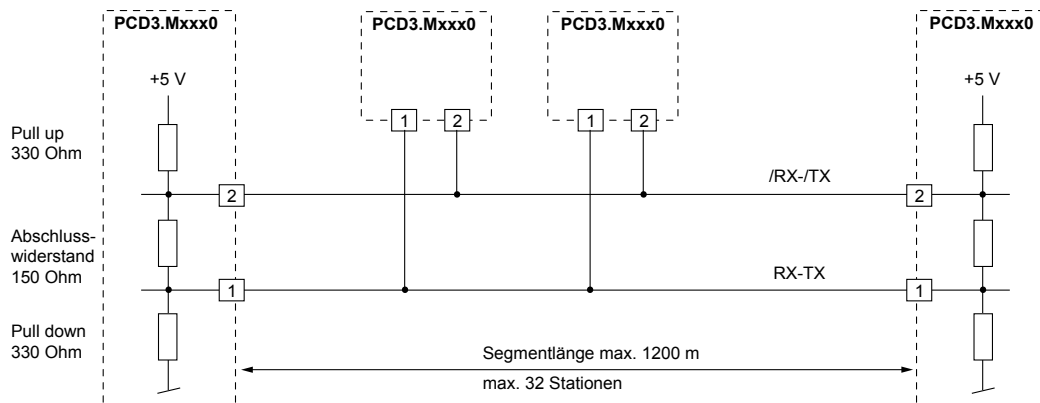 PCD3.Mxxx0
PCD3.Mxxx0
PCD3.Mxxx0
PCD3.Mxxx0
+5 V
+5 V
Pull up
330 Ohm
1
2
1
2
/RX-/TX
2
2
Abschluss-
widerstand
150 Ohm
RX-TX
1
1
Pull down
330 Ohm
Segmentlänge max. 1200 m
max. 32 Stationen